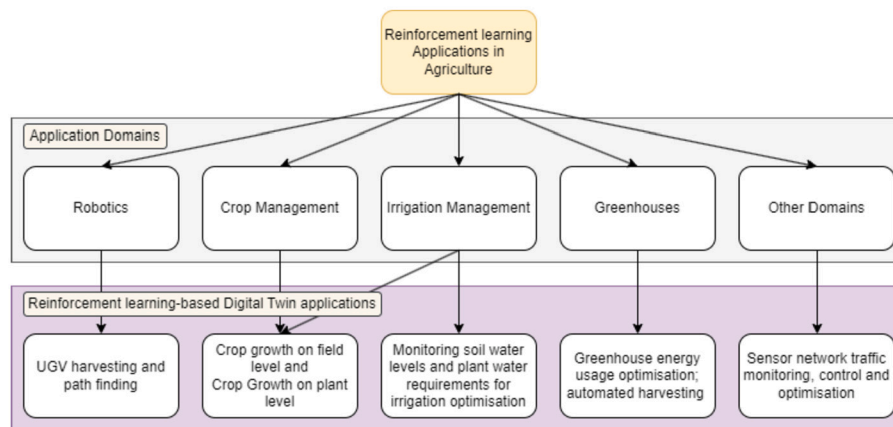 Reinforcement learning
Applications in
Agriculture
Application Domains
Robotics
Crop Management
Irrigation Management
Greenhouses
Other Domains
Reinforcement learning-based Digital Twin applications
UGV harvesting and
path finding
Crop growth on field
level and
Crop Growth on plant
level
Monitoring soil water
levels and plant water
requirements for
irrigation optimisation
Greenhouse energy
usage optimisation;
automated harvesting
Sensor network traffic
monitoring, control and
optimisation